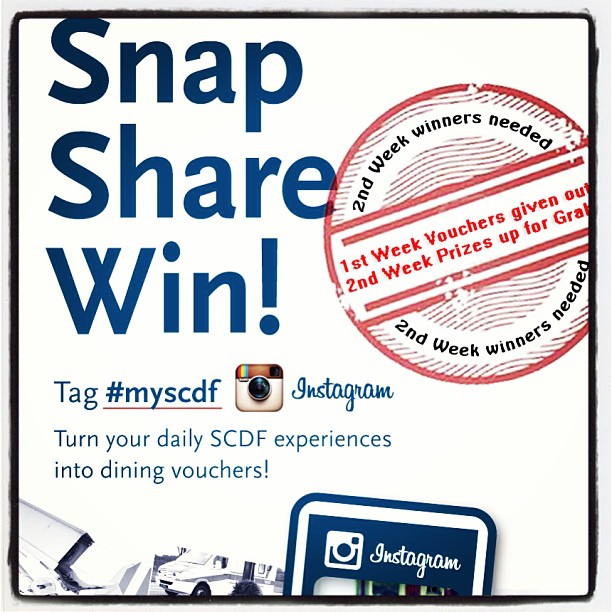 Snap
Share
Win!
2nd Week winners needed
1st Week Vouchers given out
2nd Week Prizes up for Grab
2nd Week winners needed
Tag #myscdf Instagram
Turn your daily SCDF experiences
into dining vouchers!
Instagram